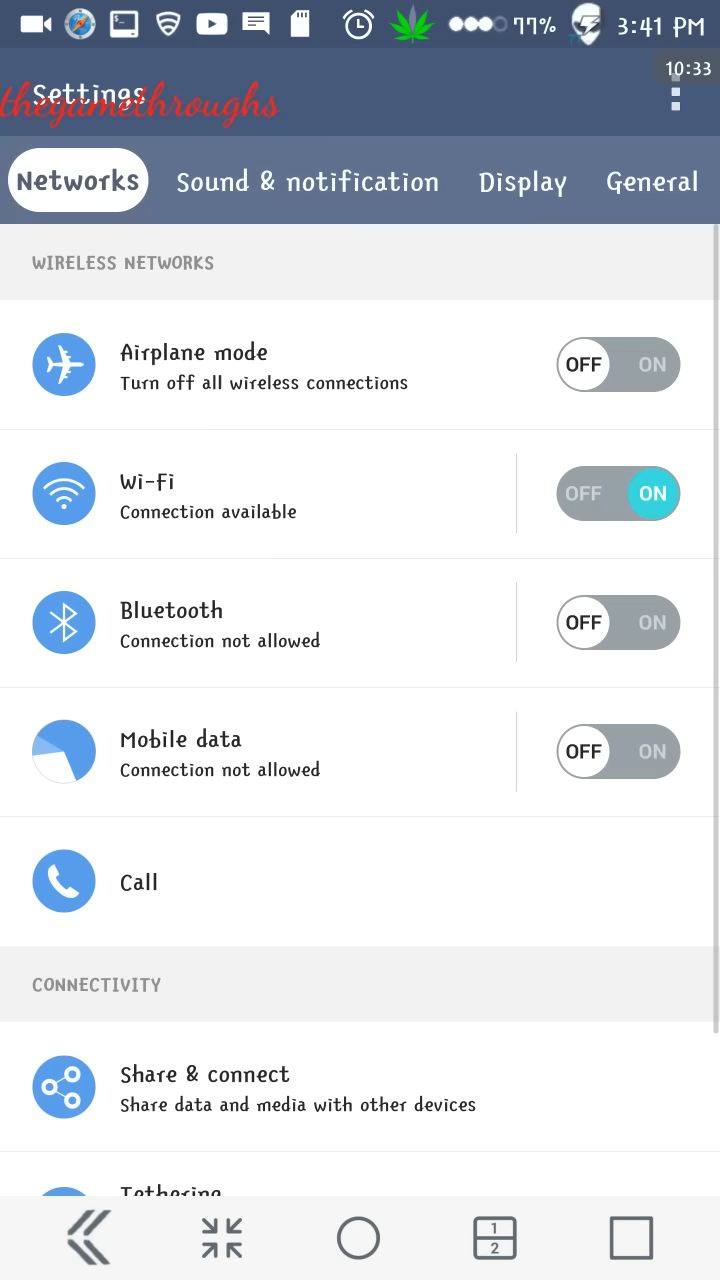 77% 3:41 PM
10:33
Settings
thegamethroughs
Networks Sound & notification Display General
WIRELESS NETWORKS
Airplane mode
Turn off all wireless connections
OFF ON
Wi-Fi
Connection available
OFF ON
Bluetooth
Connection not allowed
OFF ON
Mobile data
Connection not allowed
OFF ON
Call
CONNECTIVITY
Share & connect
Share data and media with other devices
Tethering
1
2